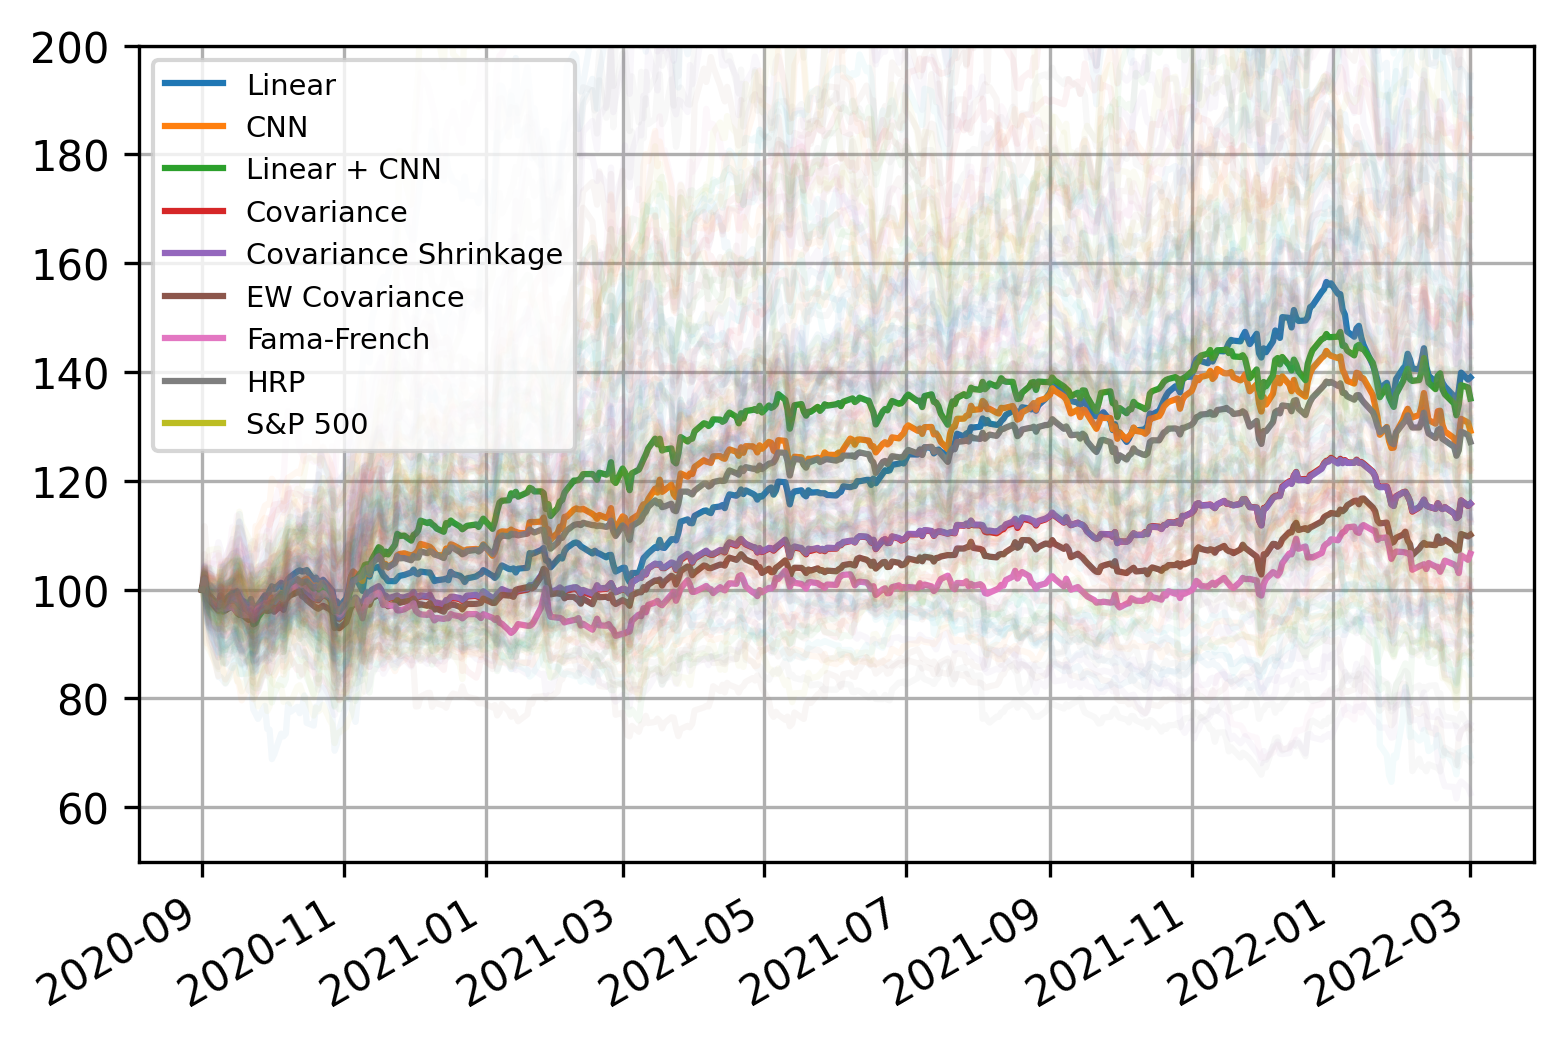 200
180
160
140
120
100
80
60
Linear
CNN
Linear + CNN
Covariance
Covariance Shrinkage
EW Covariance
Fama-French
HRP
S&P 500
2020-09
2020-11
2021-01
2021-03
2021-05
2021-07
2021-09
2021-11
2022-01
2022-03